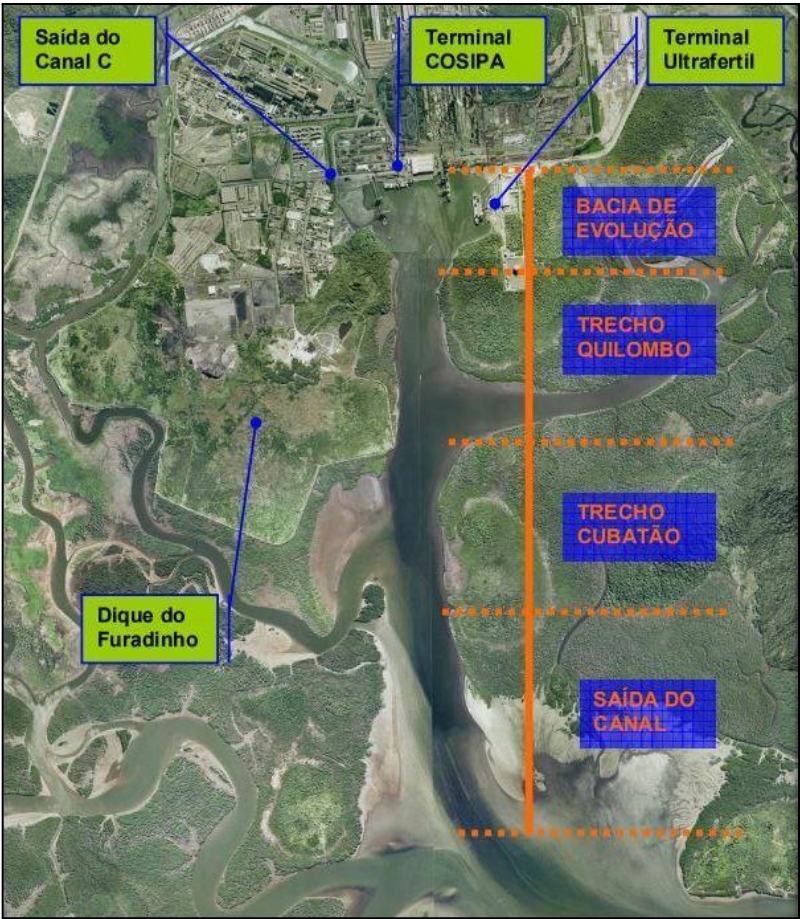 Saída do
Canal C
Terminal
COSIPA
Terminal
Ultrafertil
BACIA DE
EVOLUÇÃO
TRECHO
QUILOMBO
TRECHO
CUBATÃO
Dique do
Furadinho
SAÍDA DO
CANAL